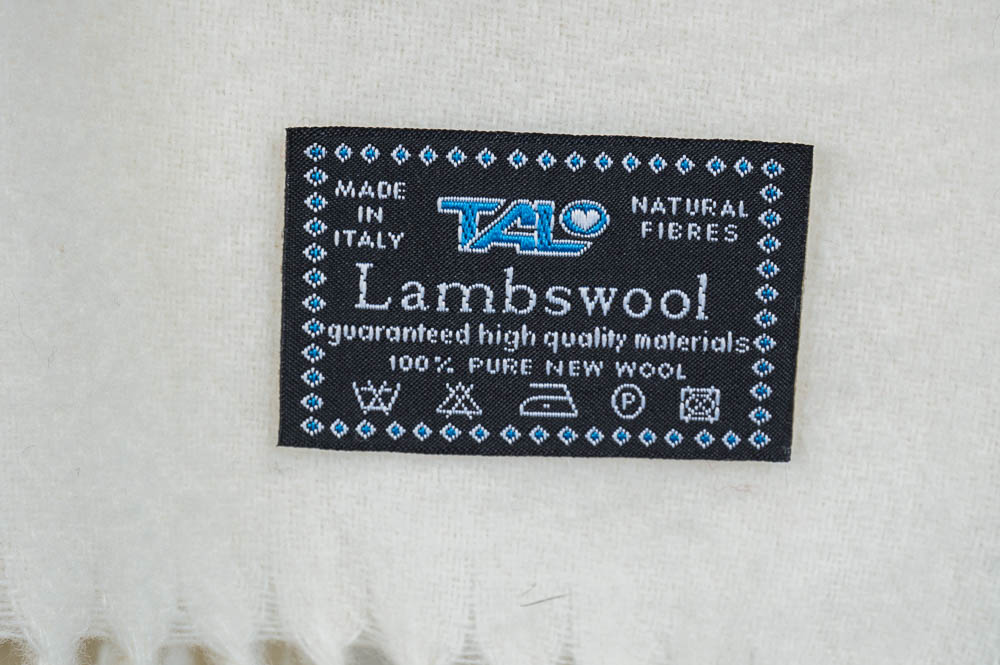 MADE
IN
ITALY
TALO
NATURAL
FIBRES
Lambswool
guaranteed high quality materials
100% PURE NEW WOOL
P